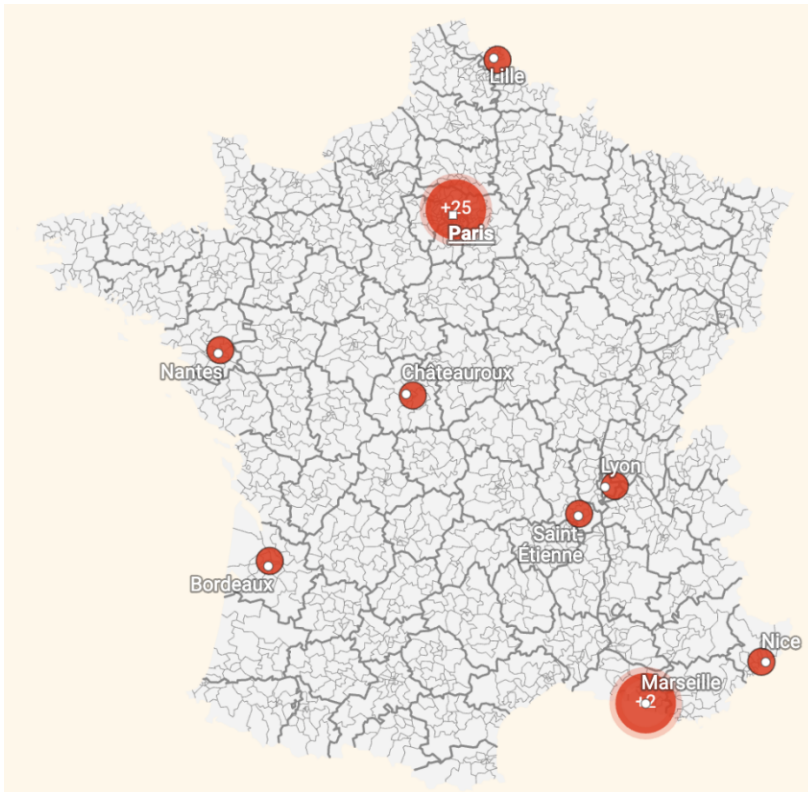 Lille
+25
Paris
Châteauroux
Nantes
Lyon
Saint-
Étienne
Bordeaux
Nice
Marseille
+2